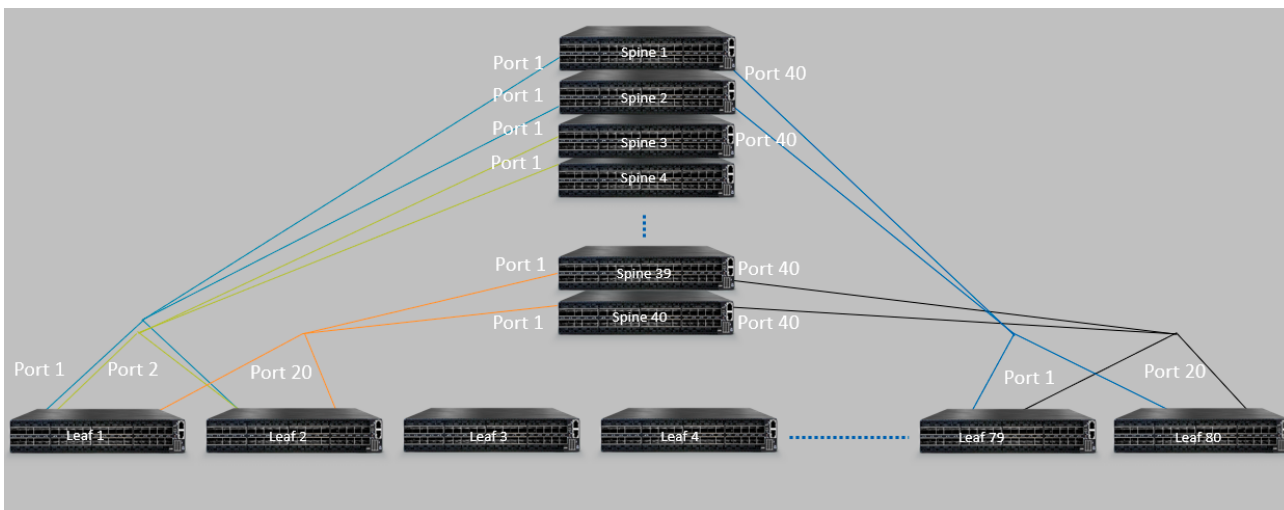 Spine 1
Port 1
Port 40
Port 1
Spine 2
Port 1
Spine 3
Port 40
Port 1
Spine 4
Port 1
Spine 39
Port 40
Port 1
Spine 40
Port 40
Port 1
Port 2
Port 20
Port 1
Port 20
Leaf 1
Leaf 2
Leaf 3
Leaf 4
Leaf 79
Leaf 80